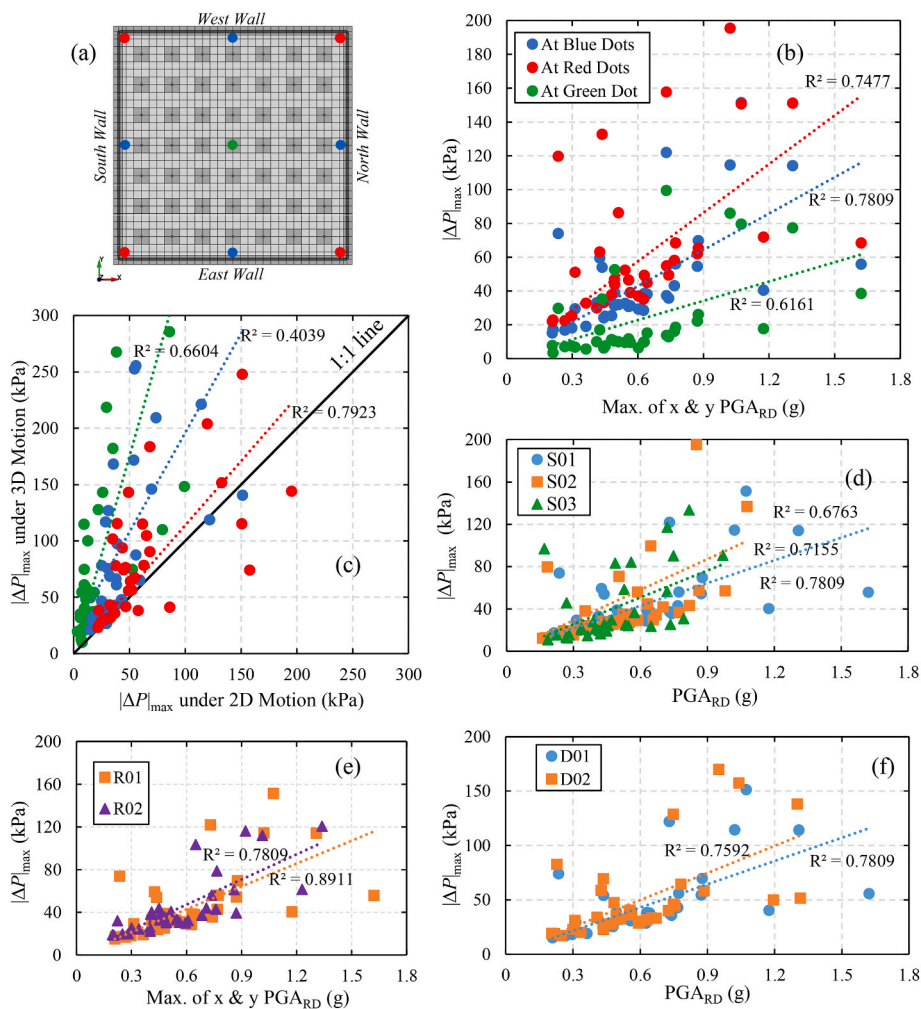 West Wall
(a)
South Wall
North Wall
East Wall
Y
Z
X
(b)
At Blue Dots
At Red Dots
At Green Dot
R² = 0.7477
R² = 0.7809
R² = 0.6161
200
180
160
140
120
100
80
60
40
20
0
|ΔP|max (kPa)
0 0.3 0.6 0.9 1.2 1.5 1.8
Max. of x & y PGARD (g)
(c)
R² = 0.6604
R² = 0.4039
1:1 line
R² = 0.7923
300
250
200
150
100
50
0
|ΔP|max under 3D Motion (kPa)
0 50 100 150 200 250 300
|ΔP|max under 2D Motion (kPa)
(d)
S01
S02
S03
R² = 0.6763
R² = 0.7155
R² = 0.7809
200
160
120
80
40
0
|ΔP|max (kPa)
0 0.3 0.6 0.9 1.2 1.5 1.8
PGARD (g)
(e)
R01
R02
R² = 0.7809
R² = 0.8911
200
160
120
80
40
0
|ΔP|max (kPa)
0 0.3 0.6 0.9 1.2 1.5 1.8
Max. of x & y PGARD (g)
(f)
D01
D02
R² = 0.7592
R² = 0.7809
200
160
120
80
40
0
|ΔP|max (kPa)
0 0.3 0.6 0.9 1.2 1.5 1.8
PGARD (g)